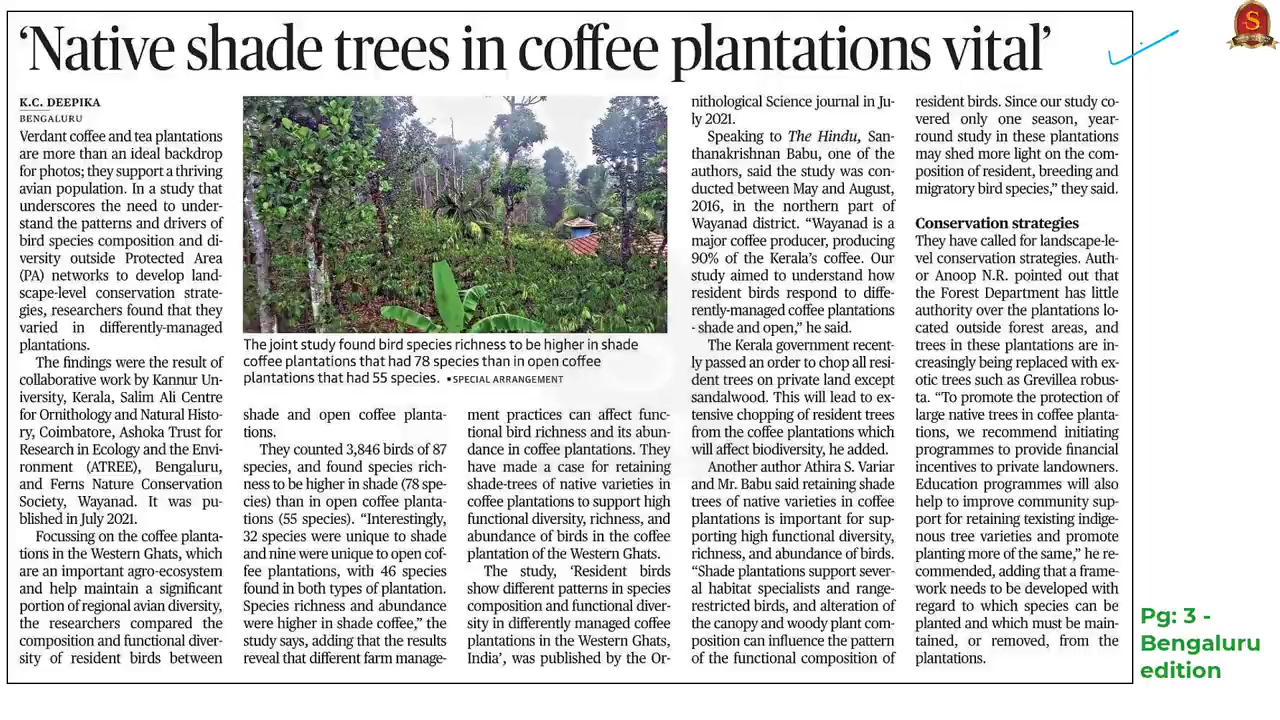 ‘Native shade trees in coffee plantations vital’
K.C. DEEPIKA
BENGALURU
Verdant coffee and tea plantations
are more than an ideal backdrop
for photos; they support a thriving
avian population. In a study that
underscores the need to under-
stand the patterns and drivers of
bird species composition and di-
versity outside Protected Area
(PA) networks to develop land-
scape-level conservation strate-
gies, researchers found that they
varied in differently-managed
plantations.
The findings were the result of
collaborative work by Kannur Un-
iversity, Kerala, Salim Ali Centre
for Ornithology and Natural Histo-
ry, Coimbatore, Ashoka Trust for
Research in Ecology and the Envi-
ronment (ATREE), Bengaluru,
and Ferns Nature Conservation
Society, Wayanad. It was pu-
blished in July 2021.
Focussing on the coffee planta-
tions in the Western Ghats, which
are an important agro-ecosystem
and help maintain a significant
portion of regional avian diversity,
the researchers compared the
composition and functional diver-
sity of resident birds between
The joint study found bird species richness to be higher in shade
coffee plantations that had 78 species than in open coffee
plantations that had 55 species. ▪SPECIAL ARRANGEMENT
shade and open coffee planta-
tions.
They counted 3,846 birds of 87
species, and found species rich-
ness to be higher in shade (78 spe-
cies) than in open coffee planta-
tions (55 species). “Interestingly,
32 species were unique to shade
and nine were unique to open cof-
fee plantations, with 46 species
found in both types of plantation.
Species richness and abundance
were higher in shade coffee,” the
study says, adding that the results
reveal that different farm manage-
ment practices can affect func-
tional bird richness and its abun-
dance in coffee plantations. They
have made a case for retaining
shade-trees of native varieties in
coffee plantations to support high
functional diversity, richness, and
abundance of birds in the coffee
plantation of the Western Ghats.
The study, ‘Resident birds
show different patterns in species
composition and functional diver-
sity in differently managed coffee
plantations in the Western Ghats,
India’, was published by the Or-
nithological Science journal in Ju-
ly 2021.
Speaking to The Hindu, San-
thanakrishnan Babu, one of the
authors, said the study was con-
ducted between May and August,
2016, in the northern part of
Wayanad district. “Wayanad is a
major coffee producer, producing
90% of the Kerala’s coffee. Our
study aimed to understand how
resident birds respond to diffe-
rently-managed coffee plantations
- shade and open,” he said.
The Kerala government recent-
ly passed an order to chop all resi-
dent trees on private land except
sandalwood. This will lead to ex-
tensive chopping of resident trees
from the coffee plantations which
will affect biodiversity, he added.
Another author Athira S. Variar
and Mr. Babu said retaining shade
trees of native varieties in coffee
plantations is important for sup-
porting high functional diversity,
richness, and abundance of birds.
“Shade plantations support sever-
al habitat specialists and range-
restricted birds, and alteration of
the canopy and woody plant com-
position can influence the pattern
of the functional composition of
resident birds. Since our study co-
vered only one season, year-
round study in these plantations
may shed more light on the com-
position of resident, breeding and
migratory bird species,” they said.
Conservation strategies
They have called for landscape-le-
vel conservation strategies. Auth-
or Anoop N.R. pointed out that
the Forest Department has little
authority over the plantations lo-
cated outside forest areas, and
trees in these plantations are in-
creasingly being replaced with ex-
otic trees such as Grevillea robus-
ta. “To promote the protection of
large native trees in coffee planta-
tions, we recommend initiating
programmes to provide financial
incentives to private landowners.
Education programmes will also
help to improve community sup-
port for retaining texisting indige-
nous tree varieties and promote
planting more of the same,” he re-
commended, adding that a frame-
work needs to be developed with
regard to which species can be
planted and which must be main-
tained, or removed, from the
plantations.
Pg: 3 -
Bengaluru
edition
S